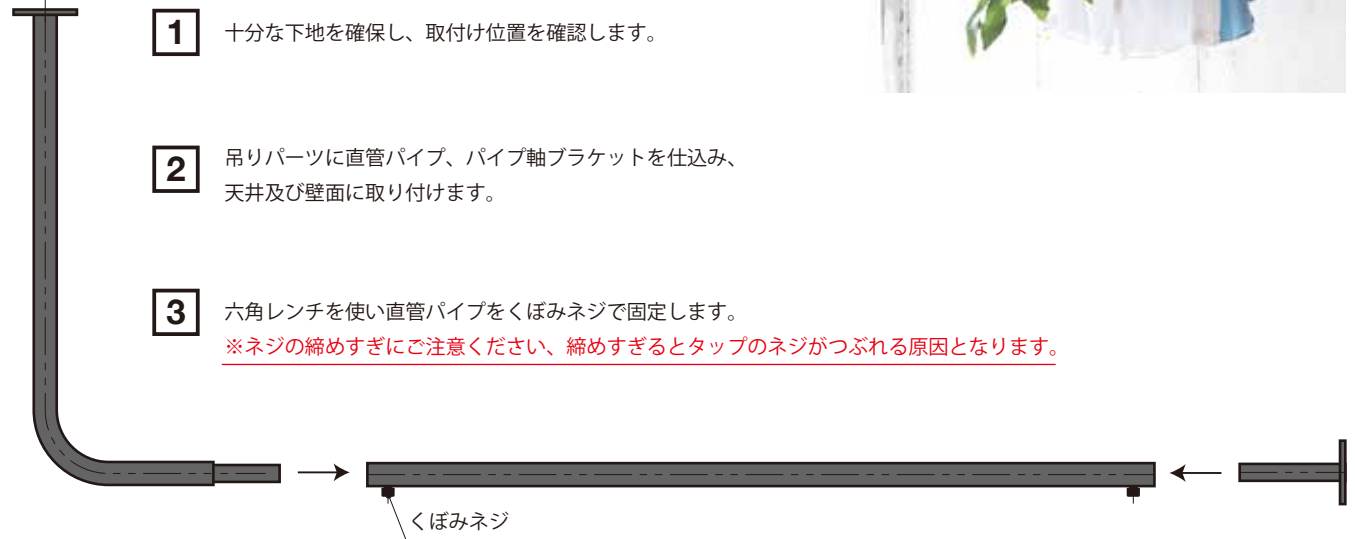 1 十分な下地を確保し、取付け位置を確認します。
2 吊りパーツに直管パイプ、パイプ軸ブラケットを仕込み、
天井及び壁面に取り付けます。
3 六角レンチを使い直管パイプをくぼみネジで固定します。
※ネジの締めすぎにご注意ください、締めすぎるとタップのネジがつぶれる原因となります。
くぼみネジ